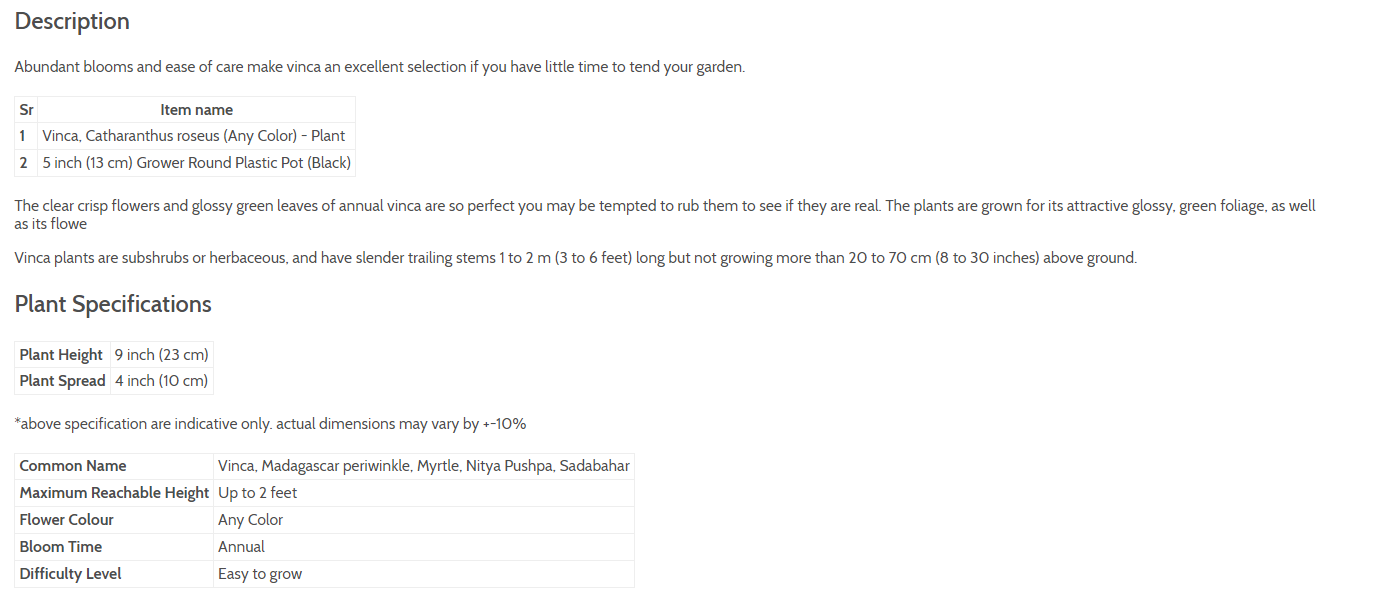 Description
Abundant blooms and ease of care make vinca an excellent selection if you have little time to tend your garden.
Sr Item name
1 Vinca, Catharanthus roseus (Any Color) - Plant
2 5 inch (13 cm) Grower Round Plastic Pot (Black)
The clear crisp flowers and glossy green leaves of annual vinca are so perfect you may be tempted to rub them to see if they are real. The plants are grown for its attractive glossy, green foliage, as well
as its flowe
Vinca plants are subshrubs or herbaceous, and have slender trailing stems 1 to 2 m (3 to 6 feet) long but not growing more than 20 to 70 cm (8 to 30 inches) above ground.
Plant Specifications
Plant Height 9 inch (23 cm)
Plant Spread 4 inch (10 cm)
*above specification are indicative only. actual dimensions may vary by +-10%
Common Name Vinca, Madagascar periwinkle, Myrtle, Nitya Pushpa, Sadabahar
Maximum Reachable Height Up to 2 feet
Flower Colour Any Color
Bloom Time Annual
Difficulty Level Easy to grow